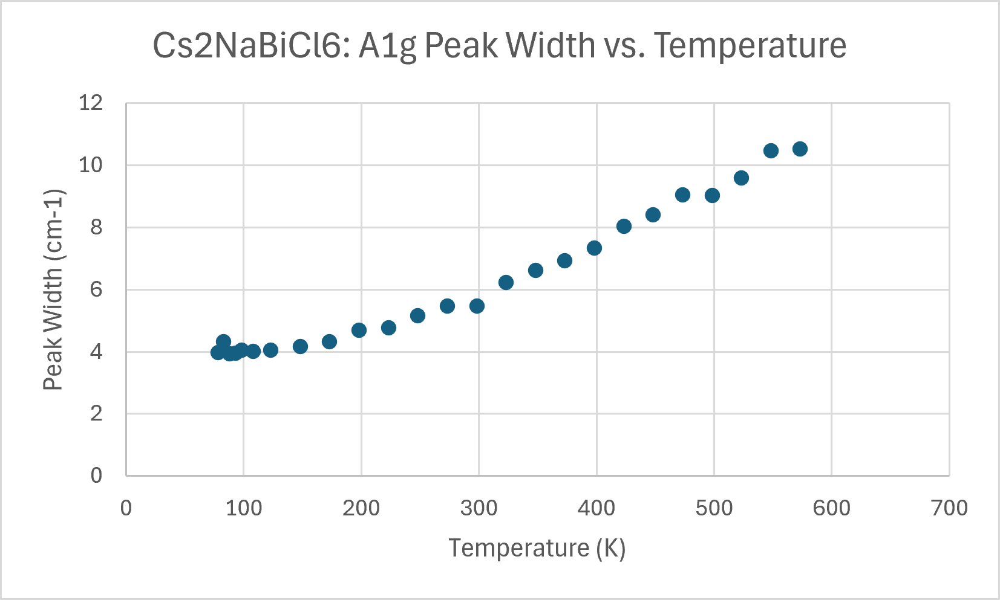 Cs2NaBiCl6: A1g Peak Width vs. Temperature
12
10
8
6
4
2
0
Peak Width (cm-1)
0 100 200 300 400 500 600 700
Temperature (K)